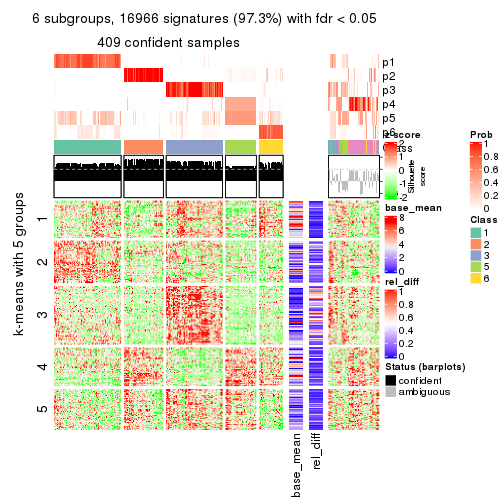 6 subgroups, 16966 signatures (97.3%) with fdr < 0.05
409 confident samples
p1
p2
p3
p4
p5
p6
z-score
2
1
0
-1
-2
Class
Silhouette score
k-means with 5 groups
1
2
3
4
5
base_mean
rel_diff
base_mean
8
6
4
2
0
rel_diff
1
0.8
0.6
0.4
0.2
0
Status (barplots)
confident
ambiguous
Prob
1
0.8
0.6
0.4
0.2
0
Class
1
2
3
5
6